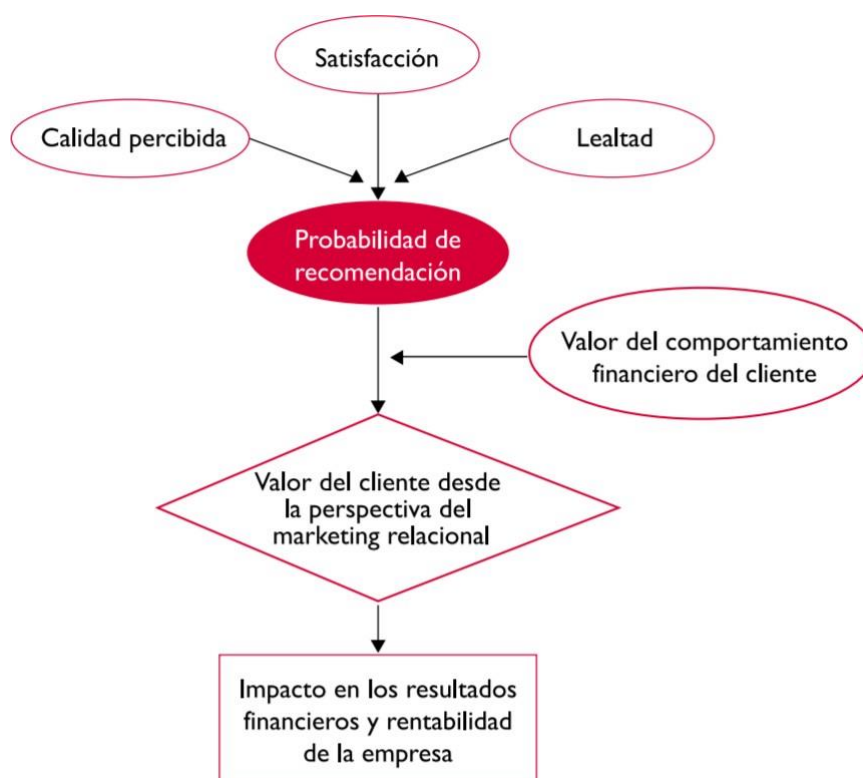 Satisfacción
Calidad percibida
Lealtad
Probabilidad de
recomendación
Valor del comportamiento
financiero del cliente
Valor del cliente desde
la perspectiva del
marketing relacional
Impacto en los resultados
financieros y rentabilidad
de la empresa